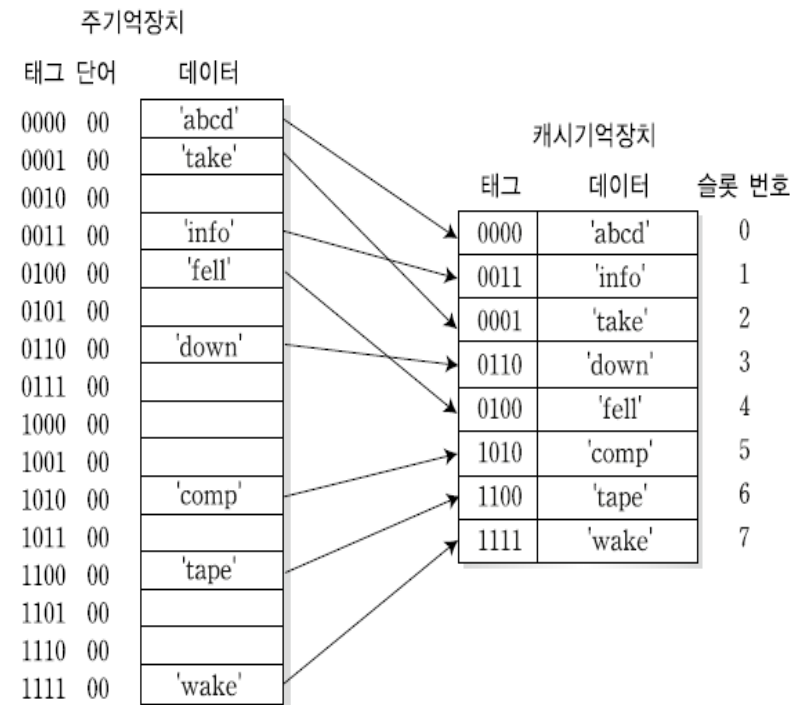 주기억장치
태그 단어 데이터
0000 00 'abcd'
0001 00 'take'
0010 00
0011 00 'info'
0100 00 'fell'
0101 00
0110 00 'down'
0111 00
1000 00
1001 00
1010 00 'comp'
1011 00
1100 00 'tape'
1101 00
1110 00
1111 00 'wake'
캐시기억장치
태그 데이터 슬롯 번호
0000 'abcd' 0
0011 'info' 1
0001 'take' 2
0110 'down' 3
0100 'fell' 4
1010 'comp' 5
1100 'tape' 6
1111 'wake' 7